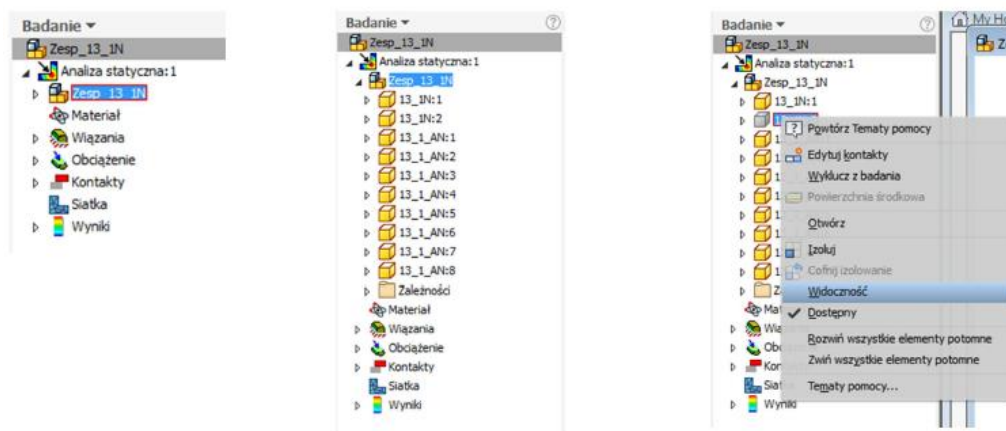 Badanie
Zesp_13_1N
Analiza statyczna:1
Zesp_13_1N
Materiał
Wiązania
Obciążenie
Kontakty
Siatka
Wyniki
Badanie
Zesp_13_1N
Analiza statyczna:1
Zesp_13_1N
13_1N:1
13_1N:2
13_1_AN:1
13_1_AN:2
13_1_AN:3
13_1_AN:4
13_1_AN:5
13_1_AN:6
13_1_AN:7
13_1_AN:8
Zależności
Materiał
Wiązania
Obciążenie
Kontakty
Siatka
Wyniki
Badanie
Zesp_13_1N
Analiza statyczna:1
Zesp_13_1N
13_1N:1
Powtórz Tematy pomocy
Edytuj kontakty
Wyklucz z badania
Powierzchnia środkowa
Otwórz
Izoluj
Cofnij izolowanie
Widoczność
Dostępny
Rozwiń wszystkie elementy potomne
Zwiń wszystkie elementy potomne
Tematy pomocy...
Wyniki
My